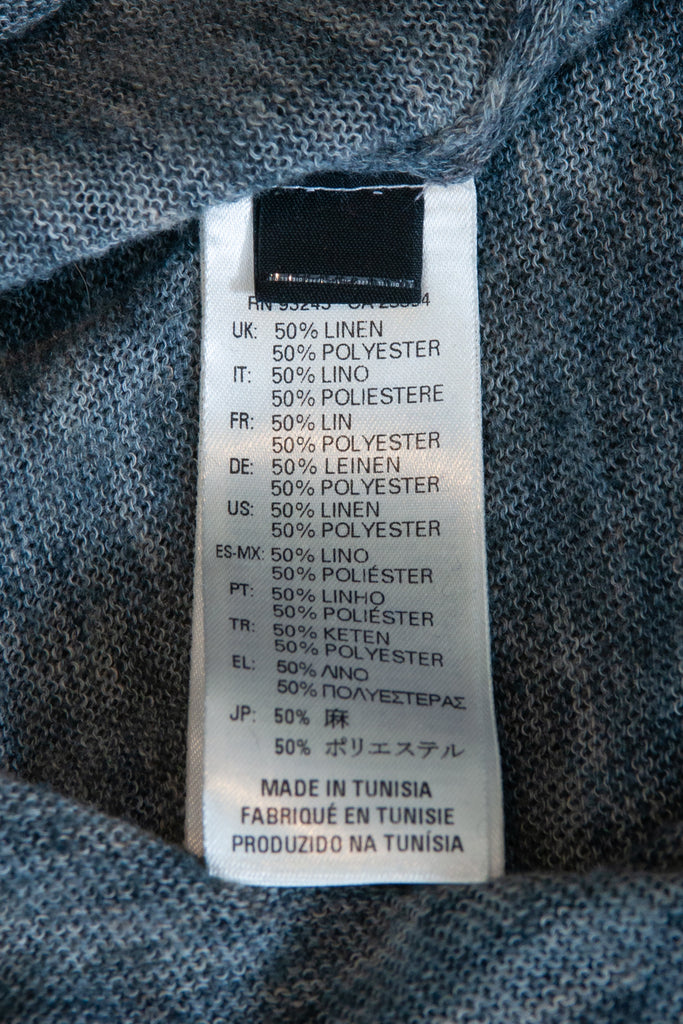 UK: 50% LINEN
50% POLYESTER
IT: 50% LINO
50% POLIESTERE
FR: 50% LIN
50% POLYESTER
DE: 50% LEINEN
50% POLYESTER
US: 50% LINEN
50% POLYESTER
ES-MX: 50% LINO
50% POLIÉSTER
PT: 50% LINHO
50% POLIÉSTER
TR: 50% KETEN
50% POLYESTER
EL: 50% ΛΙΝΟ
50% ΠΟΛΥΕΣΤΕΡΑΣ
JP: 50% 麻
50% ポリエステル
MADE IN TUNISIA
FABRIQUÉ EN TUNISIE
PRODUZIDO NA TUNÍSIA